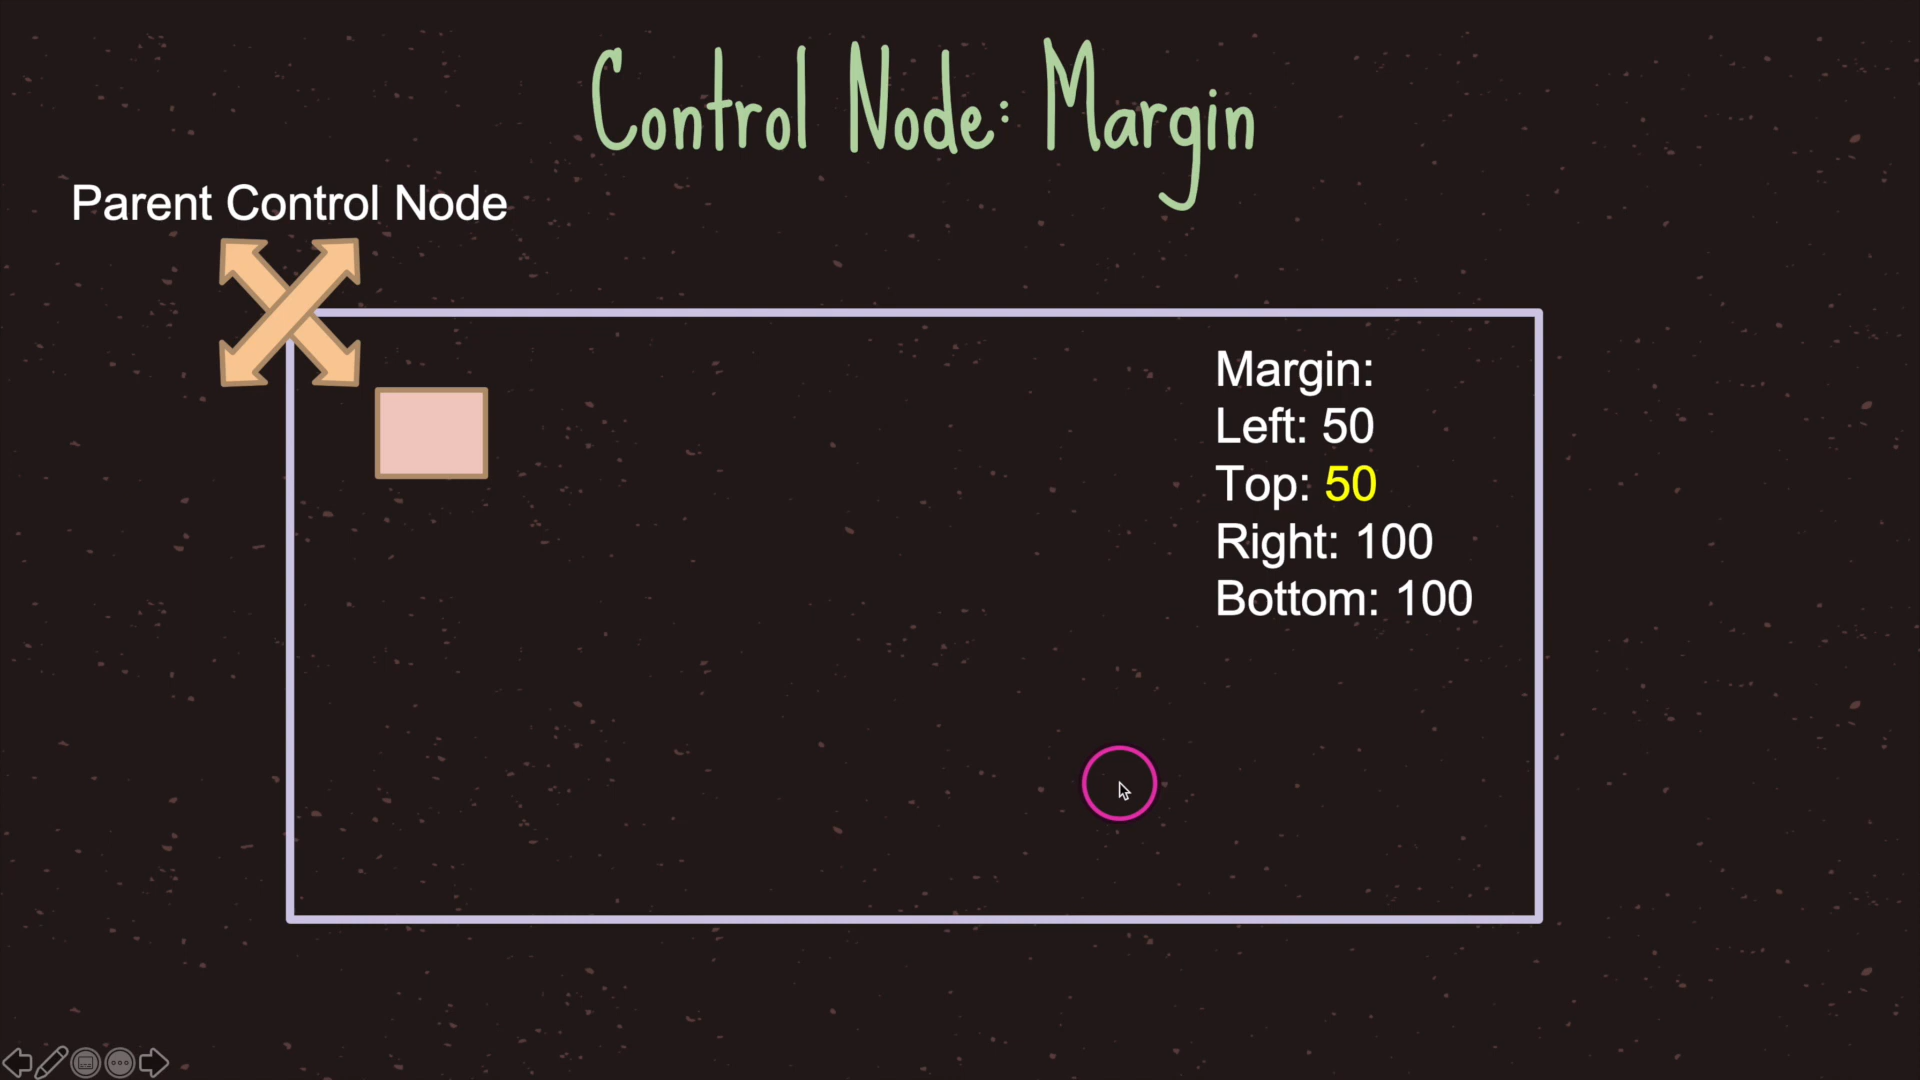 Control Node: Margin
Parent Control Node
Margin:
Left: 50
Top: 50
Right: 100
Bottom: 100